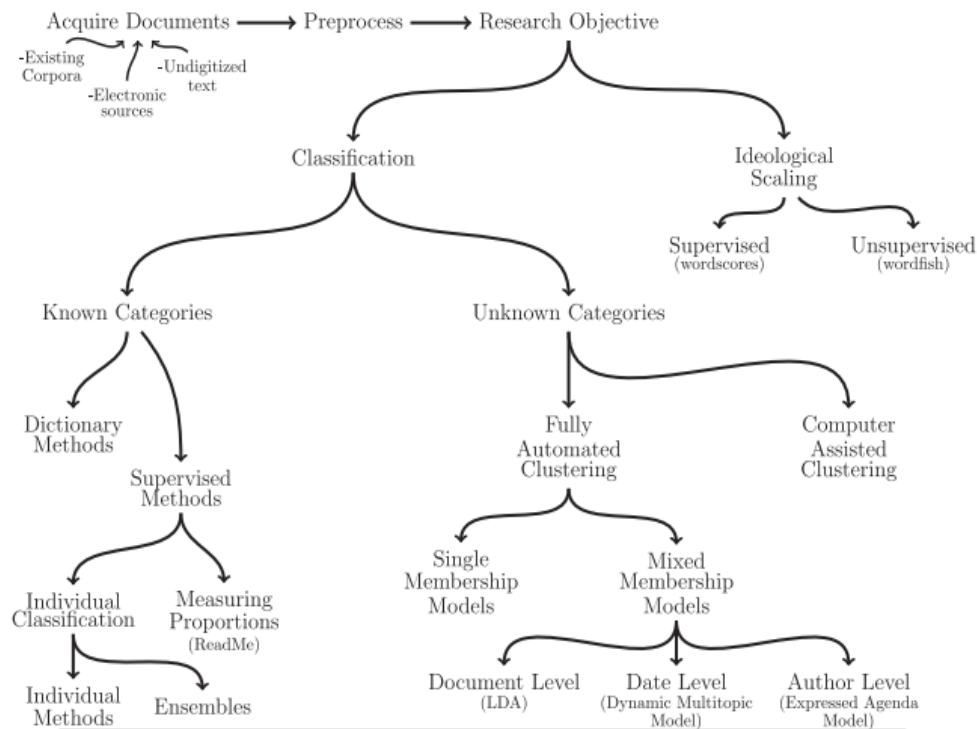 Acquire Documents
Preprocess
Research Objective
-Existing
Corpora
-Electronic
sources
-Undigitized
text
Classification
Ideological
Scaling
Supervised
(wordscores)
Unsupervised
(wordfish)
Known Categories
Unknown Categories
Dictionary
Methods
Supervised
Methods
Fully
Automated
Clustering
Computer
Assisted
Clustering
Individual
Classification
Measuring
Proportions
(ReadMe)
Single
Membership
Models
Mixed
Membership
Models
Individual
Methods
Ensembles
Document Level
(LDA)
Date Level
(Dynamic Multitopic
Model)
Author Level
(Expressed Agenda
Model)